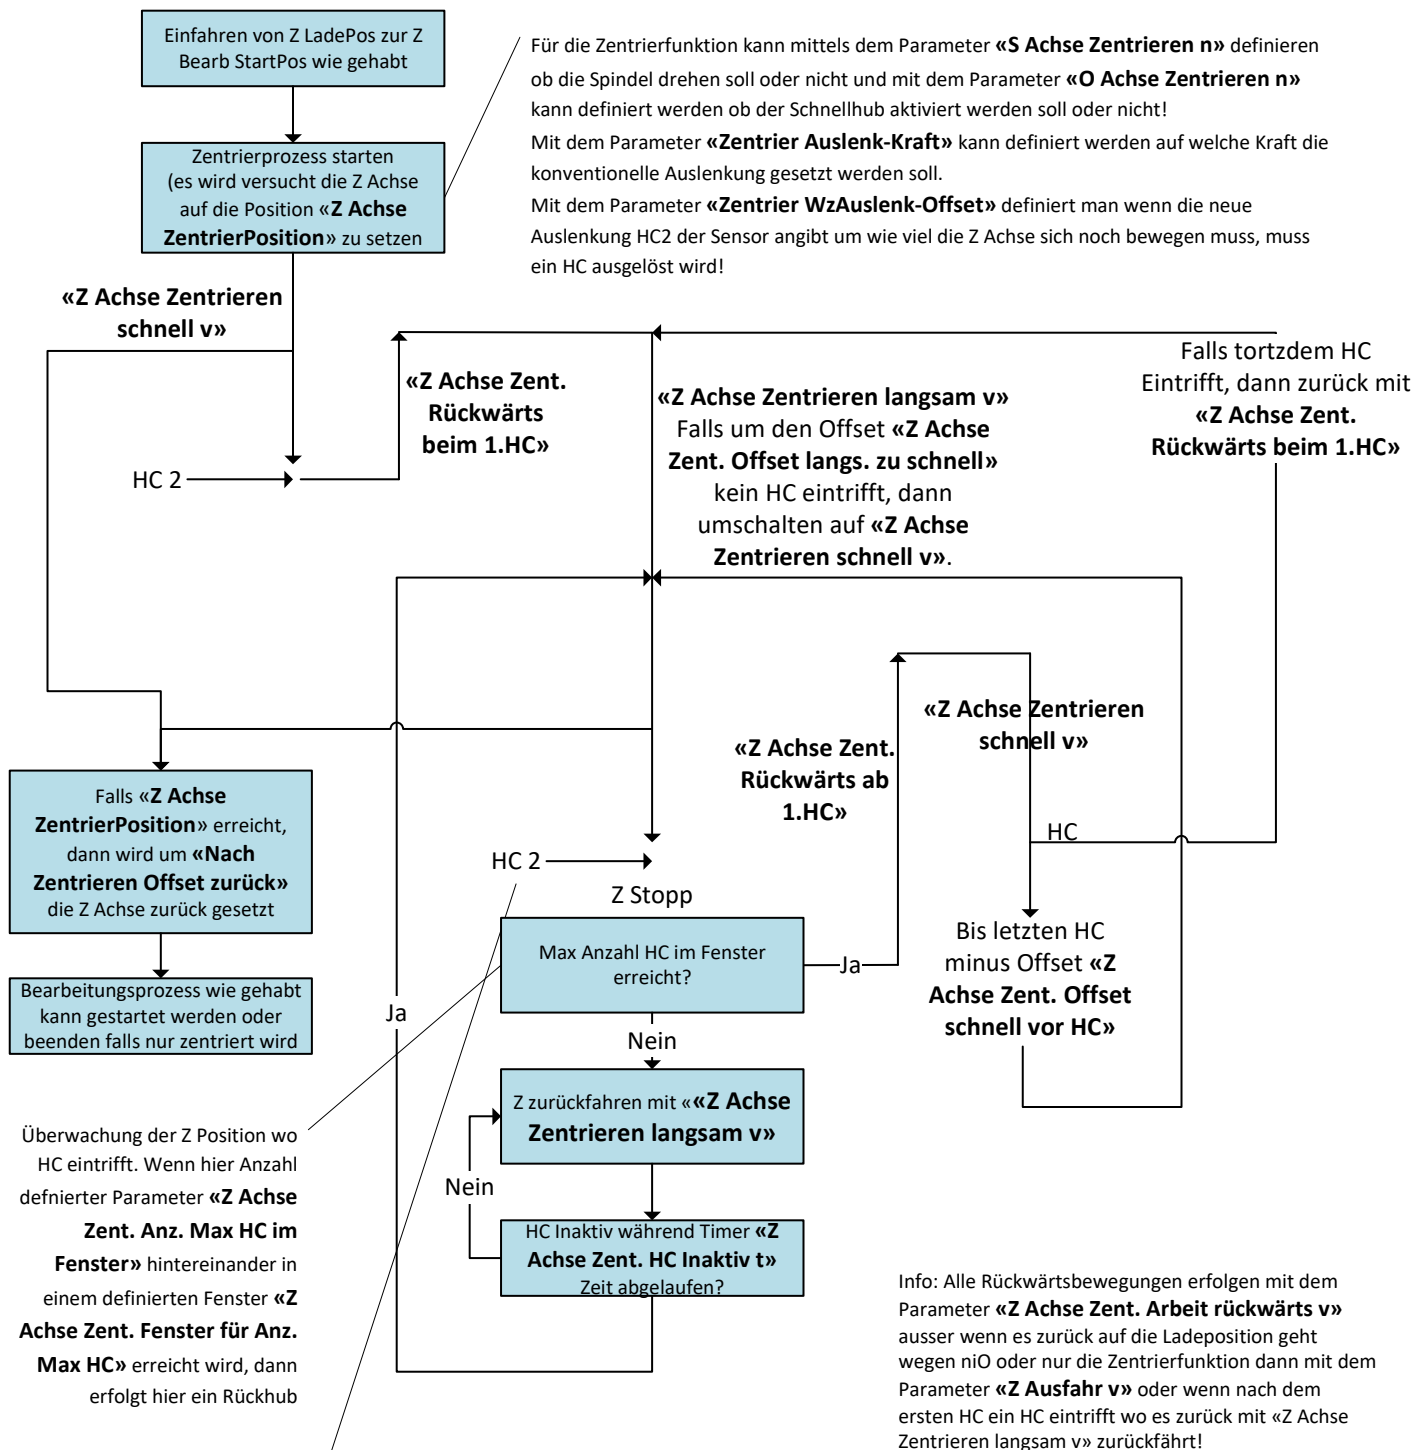 Einfahren von Z LadePos zur Z
Bearb StartPos wie gehabt
Für die Zentrierfunktion kann mittels dem Parameter «S Achse Zentrieren n» definieren
ob die Spindel drehen soll oder nicht und mit dem Parameter «O Achse Zentrieren n»
kann definiert werden ob der Schnellhub aktiviert werden soll oder nicht!
Mit dem Parameter «Zentrier Auslenk-Kraft» kann definiert werden auf welche Kraft die
konventionelle Auslenkung gesetzt werden soll.
Mit dem Parameter «Zentrier WzAuslenk-Offset» definiert man wenn die neue
Auslenkung HC2 der Sensor angibt um wie viel die Z Achse sich noch bewegen muss, muss
ein HC ausgelöst wird!
Zentrierprozess starten
(es wird versucht die Z Achse
auf die Position «Z Achse
ZentrierPosition» zu setzen
«Z Achse Zentrieren
schnell v»
HC 2
«Z Achse Zent.
Rückwärts
beim 1.HC»
«Z Achse Zentrieren langsam v»
Falls um den Offset «Z Achse
Zent. Offset langs. zu schnell»
kein HC eintrifft, dann
umschalten auf «Z Achse
Zentrieren schnell v».
Falls tortzdem HC
Eintrifft, dann zurück mit
«Z Achse Zent.
Rückwärts beim 1.HC»
«Z Achse Zentrieren
schnell v»
«Z Achse Zent.
Rückwärts ab
1.HC»
HC
Falls «Z Achse
ZentrierPosition» erreicht,
dann wird um «Nach
Zentrieren Offset zurück»
die Z Achse zurück gesetzt
HC 2
Z Stopp
Max Anzahl HC im Fenster
erreicht?
Ja
Bis letzten HC
minus Offset «Z
Achse Zent. Offset
schnell vor HC»
Bearbeitungsprozess wie gehabt
kann gestartet werden oder
beenden falls nur zentriert wird
Ja
Nein
Z zurückfahren mit ««Z Achse
Zentrieren langsam v»
Nein
HC Inaktiv während Timer «Z
Achse Zent. HC Inaktiv t»
Zeit abgelaufen?
Überwachung der Z Position wo
HC eintrifft. Wenn hier Anzahl
defnierter Parameter «Z Achse
Zent. Anz. Max HC im
Fenster» hintereinander in
einem definierten Fenster «Z
Achse Zent. Fenster für Anz.
Max HC» erreicht wird, dann
erfolgt hier ein Rückhub
Info: Alle Rückwärtsbewegungen erfolgen mit dem
Parameter «Z Achse Zent. Arbeit rückwärts v»
ausser wenn es zurück auf die Ladeposition geht
wegen niO oder nur die Zentrierfunktion dann mit dem
Parameter «Z Ausfahr v» oder wenn nach dem
ersten HC ein HC eintrifft wo es zurück mit «Z Achse
Zentrieren langsam v» zurückfährt!